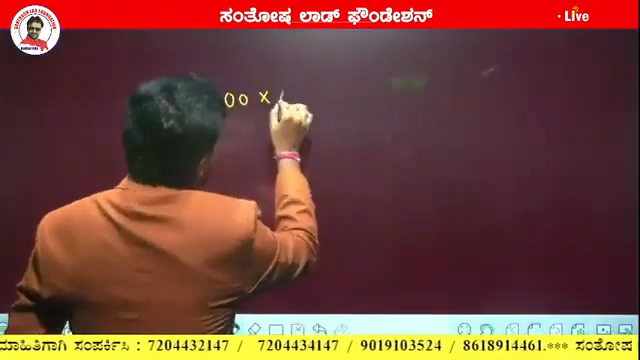 ಸಂತೋಷ ಲಾಡ್ ಫೌಂಡೇಶನ್
Live
00 ×
ಮಾಹಿತಿಗಾಗಿ ಸಂಪರ್ಕಿಸಿ : 7204432147 / 7204434147 / 9019103524 / 8618914461.*** ಸಂತೋಷ